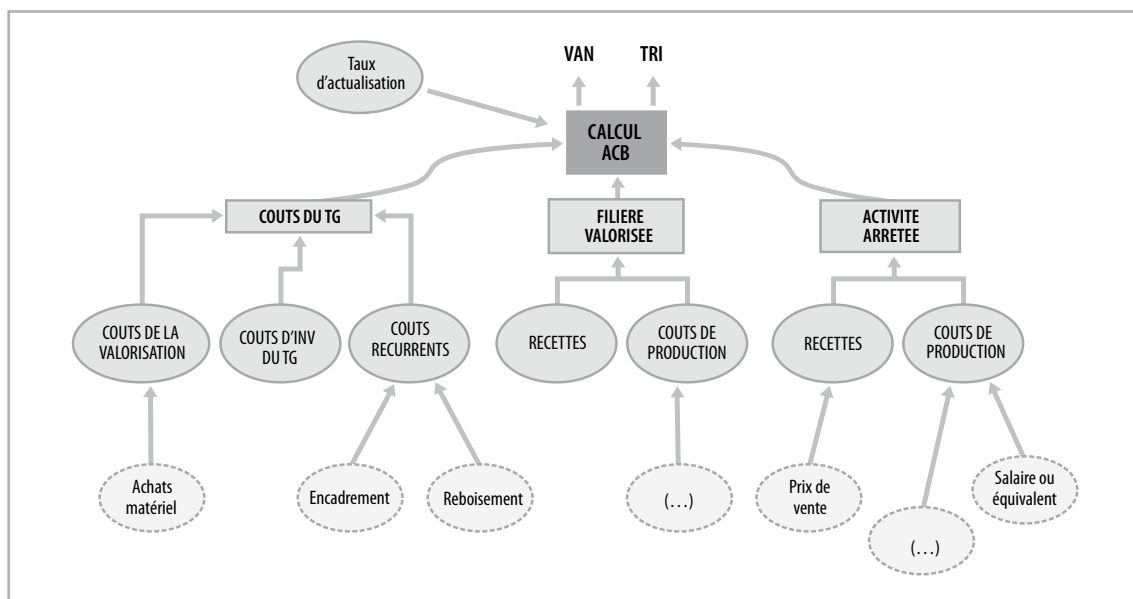 Taux
d'actualisation
VAN
TRI
CALCUL
ACB
COUTS DU TG
FILIERE
VALORISEE
ACTIVITE
ARRETEE
COUTS DE LA
VALORISATION
COUTS D'INV
DU TG
COUTS
RECURRENTS
RECETTES
COUTS DE
PRODUCTION
RECETTES
COUTS DE
PRODUCTION
Achats
matériel
Encadrement
Reboisement
(…)
Prix de
vente
(…)
Salaire ou
équivalent